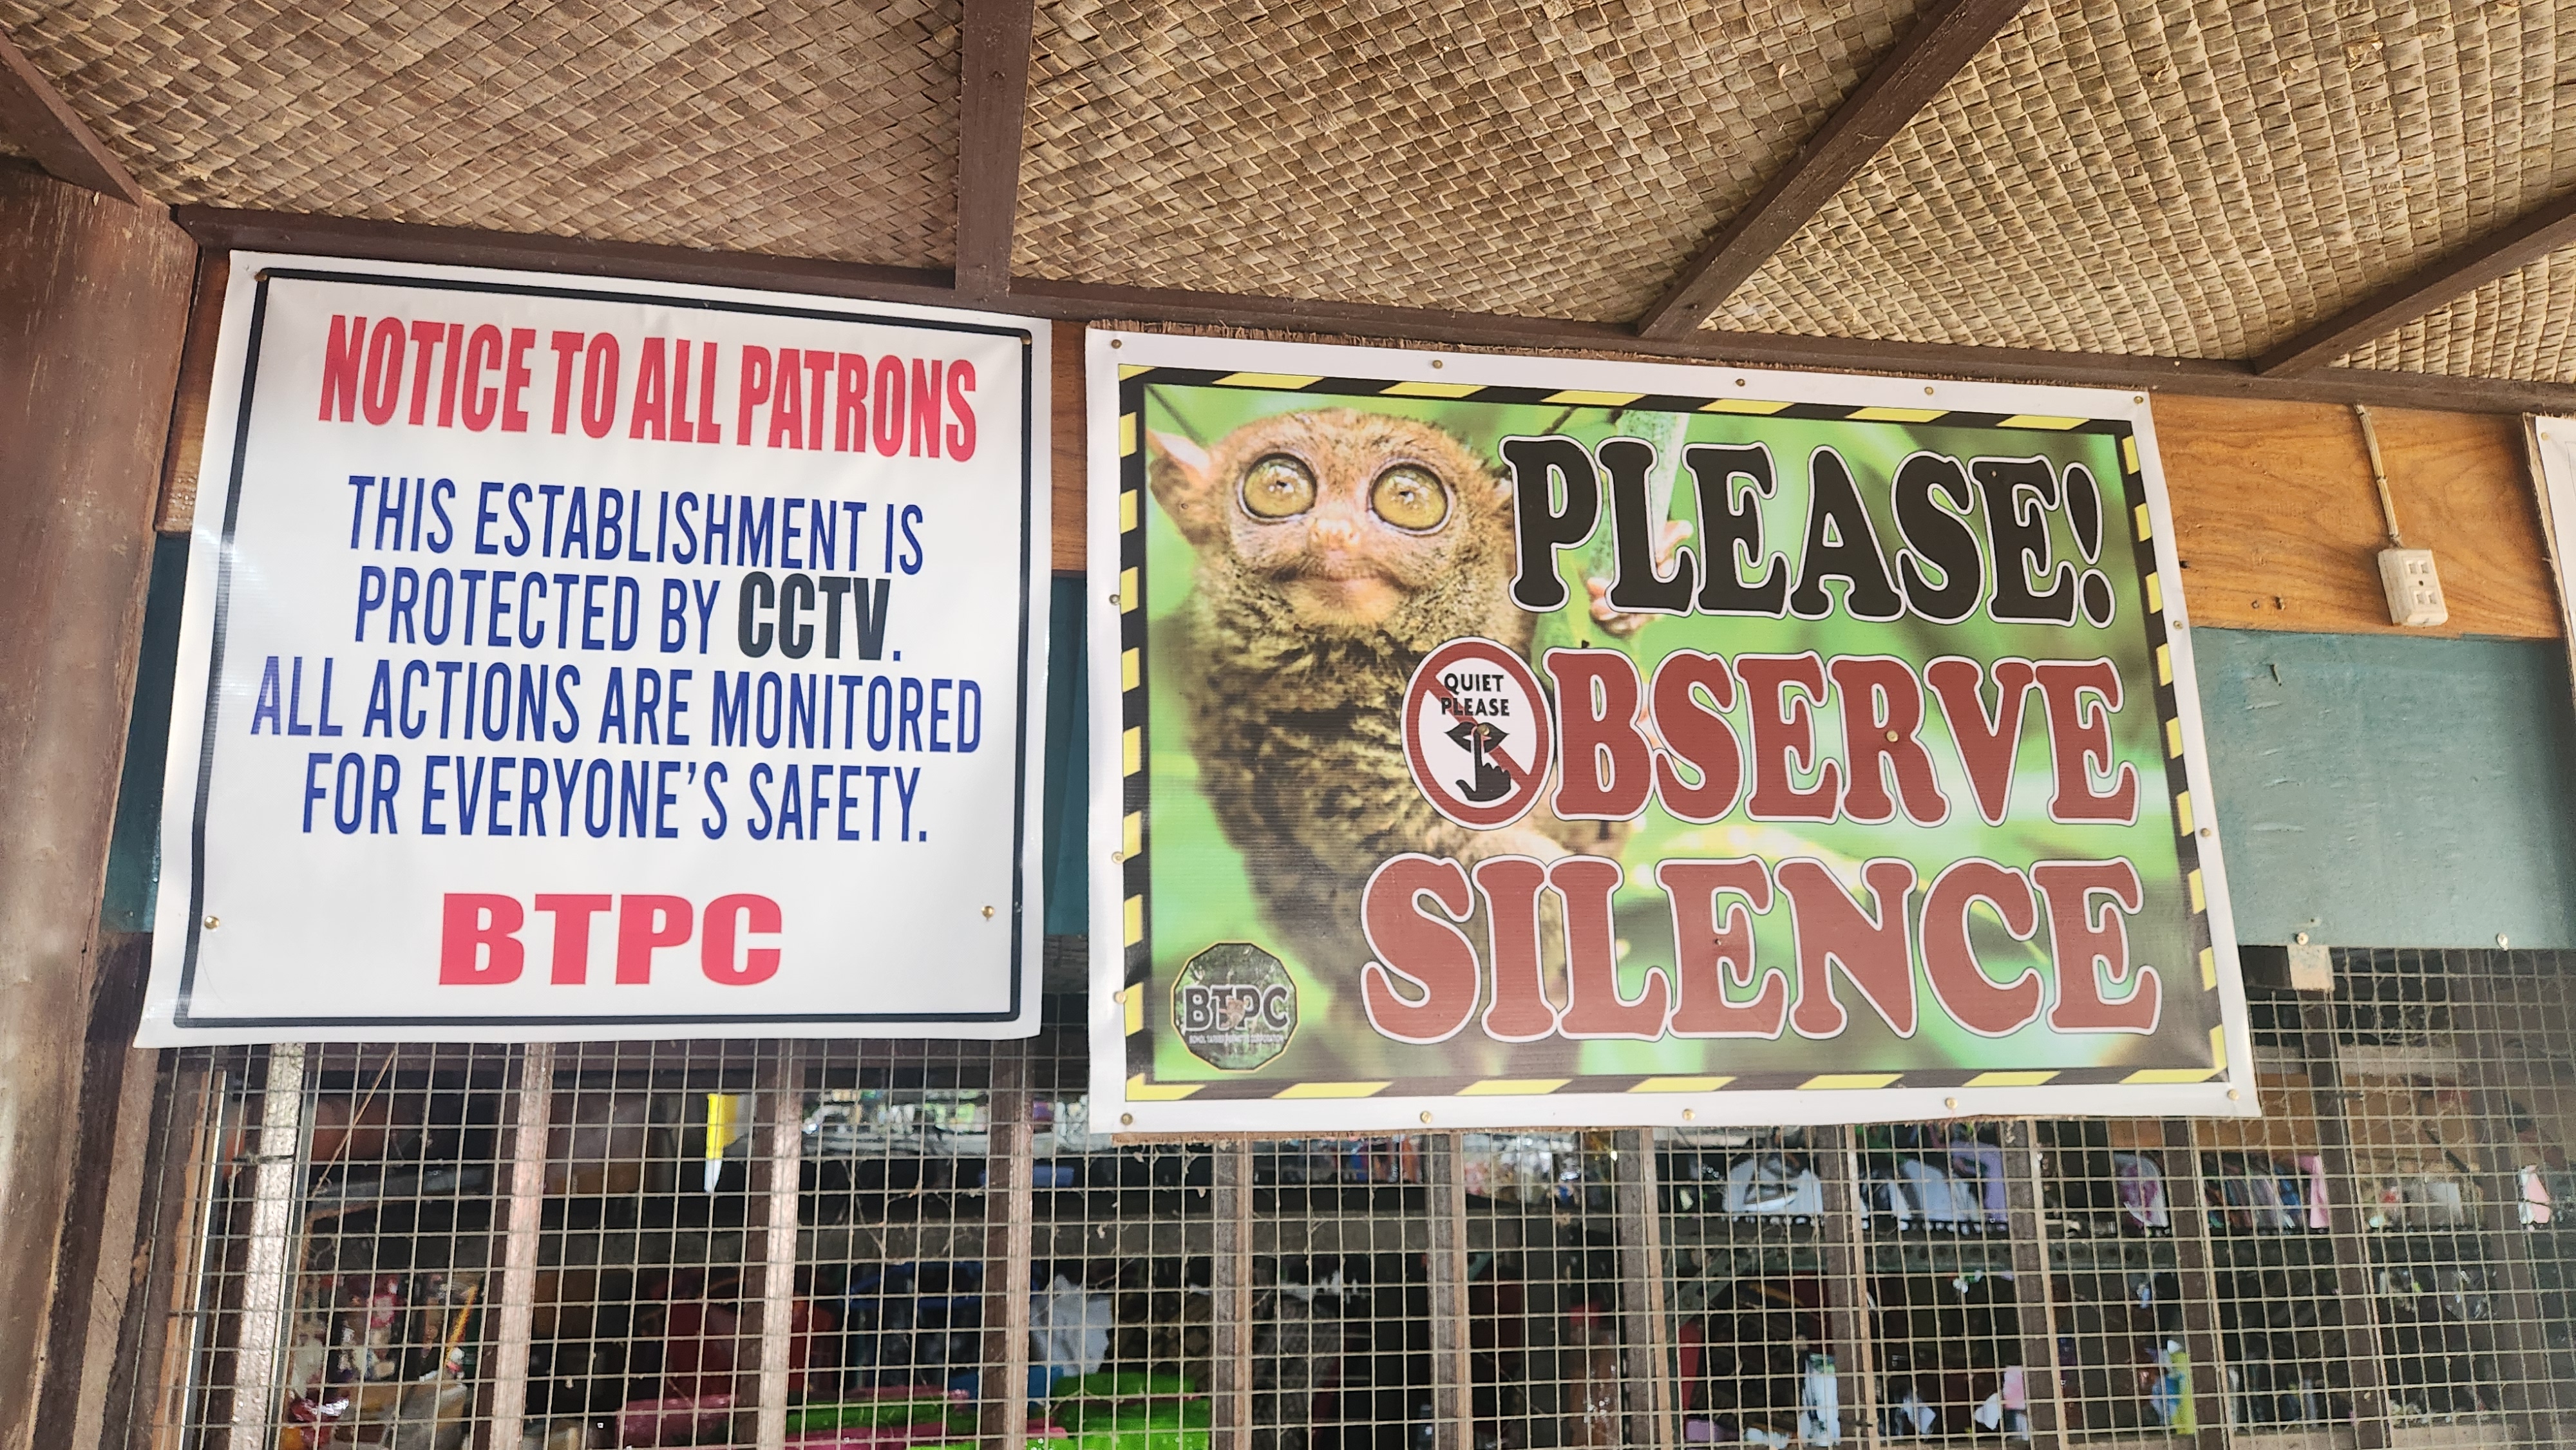 NOTICE TO ALL PATRONS
THIS ESTABLISHMENT IS
PROTECTED BY CCTV.
ALL ACTIONS ARE MONITORED
FOR EVERYONE'S SAFETY.
BTPC
PLEASE!
QUIET
PLEASE
OBSERVE
SILENCE
BTPC